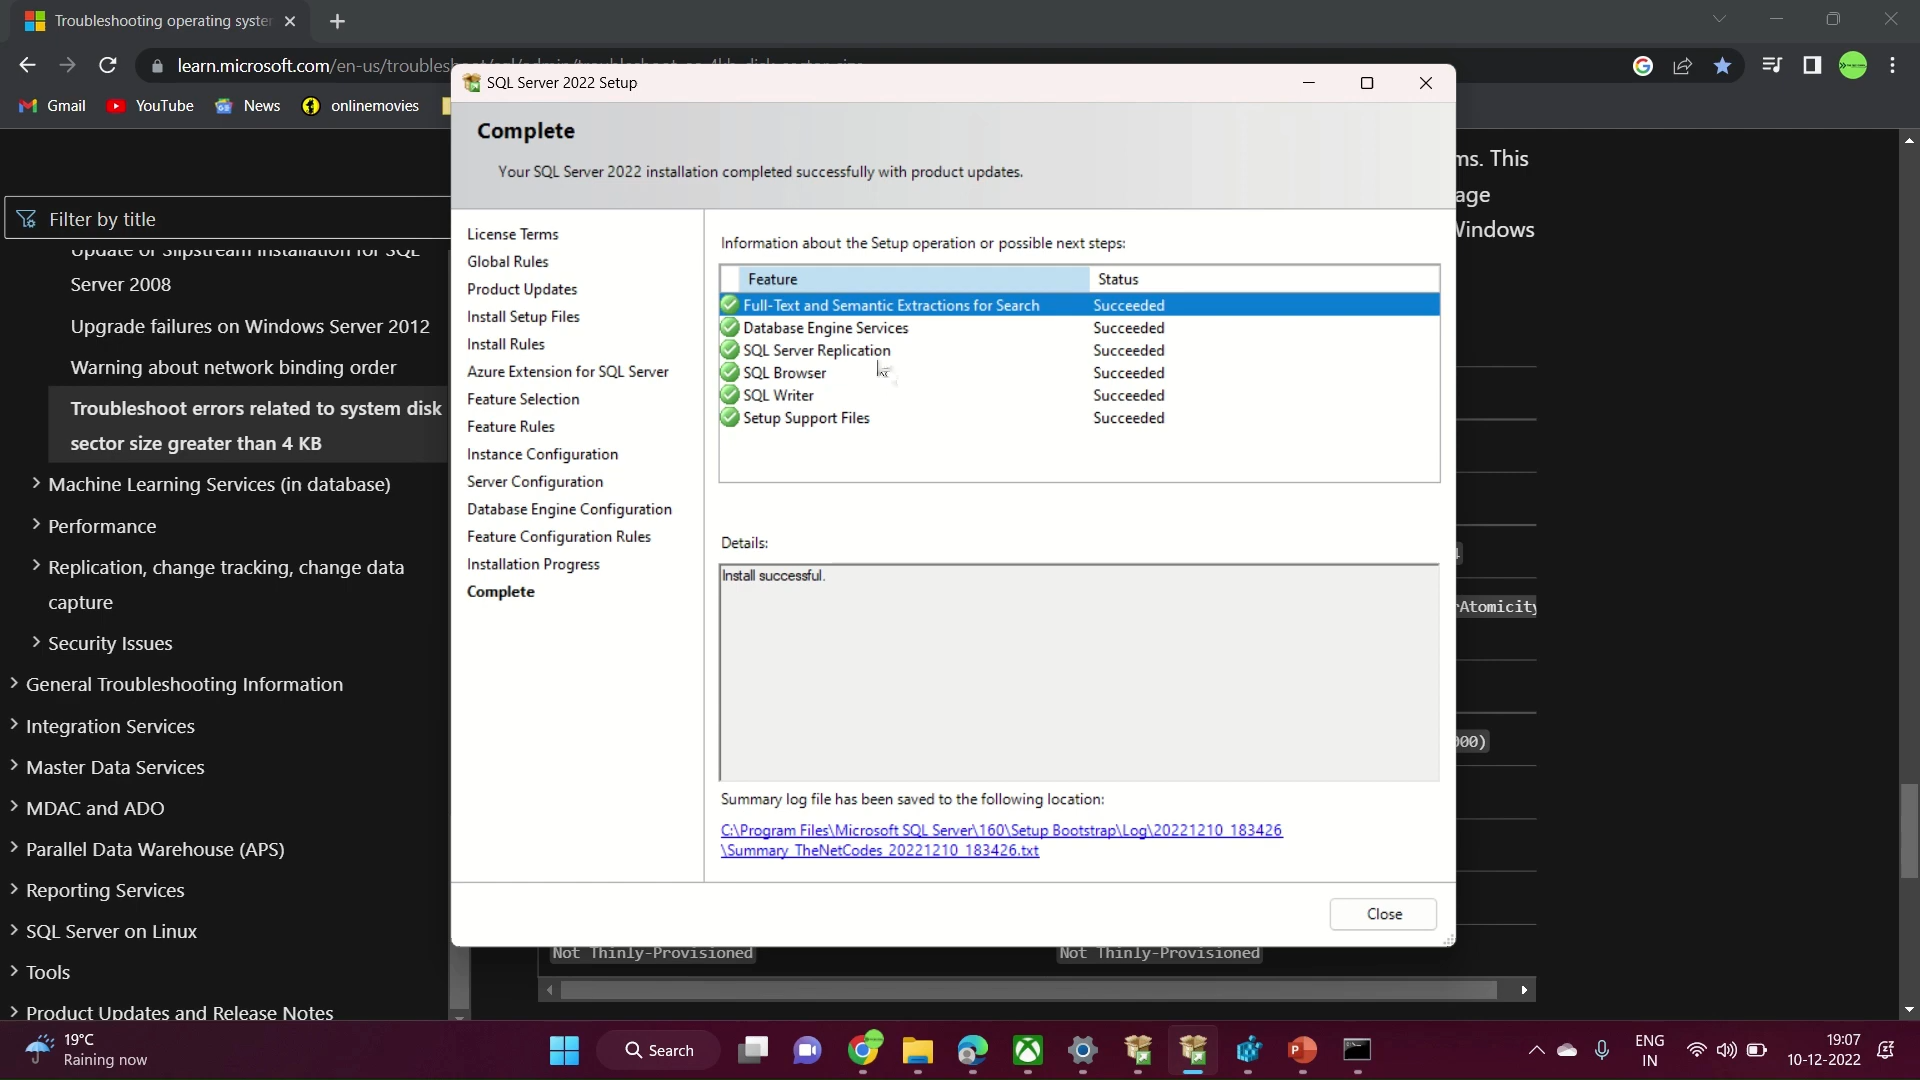 Troubleshooting operating syster
learn.microsoft.com/en-us/troubles
Gmail
YouTube
News
onlinemovies
SQL Server 2022 Setup
Complete
Your SQL Server 2022 installation completed successfully with product updates.
Filter by title
Update or Slipstream installation for SQL
Server 2008
Upgrade failures on Windows Server 2012
Warning about network binding order
Troubleshoot errors related to system disk
sector size greater than 4 KB
Machine Learning Services (in database)
Performance
Replication, change tracking, change data
capture
Security Issues
General Troubleshooting Information
Integration Services
Master Data Services
MDAC and ADO
Parallel Data Warehouse (APS)
Reporting Services
SQL Server on Linux
Tools
Product Updates and Release Notes
License Terms
Global Rules
Product Updates
Install Setup Files
Install Rules
Azure Extension for SQL Server
Feature Selection
Feature Rules
Instance Configuration
Server Configuration
Database Engine Configuration
Feature Configuration Rules
Installation Progress
Complete
Information about the Setup operation or possible next steps:
Feature Status
Full-Text and Semantic Extractions for Search Succeeded
Database Engine Services Succeeded
SQL Server Replication Succeeded
SQL Browser Succeeded
SQL Writer Succeeded
Setup Support Files Succeeded
Details:
Install successful.
Summary log file has been saved to the following location:
C:\Program Files\Microsoft SQL Server\160\Setup Bootstrap\Log\20221210_183426
\Summary_TheNetCodes_20221210_183426.txt
Close
ms. This
age
Windows
rAtomicity
000)
Not Thinly-Provisioned Not Thinly-Provisioned
19°C
Raining now
Search
ENG
IN
19:07
10-12-2022